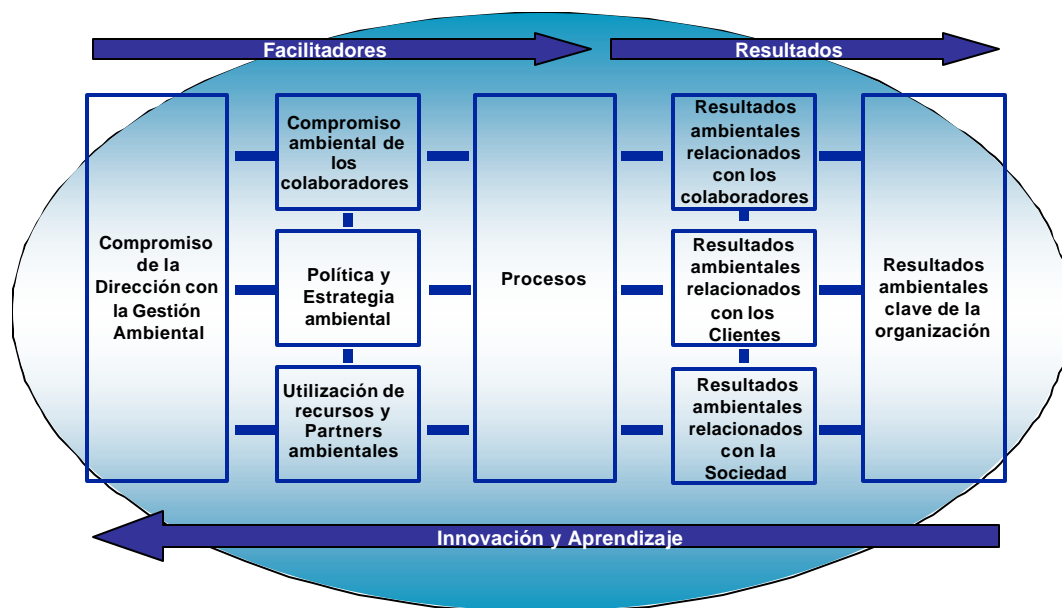 Facilitadores
Resultados
Compromiso
de la
Dirección con
la Gestión
Ambiental
Compromiso
ambiental de
los
colaboradores
Política y
Estrategia
ambiental
Utilización de
recursos y
Partners
ambientales
Procesos
Resultados
ambientales
relacionados
con los
colaboradores
Resultados
ambientales
relacionados
con los
Clientes
Resultados
ambientales
relacionados
con la
Sociedad
Resultados
ambientales
clave de la
organización
Innovación y Aprendizaje